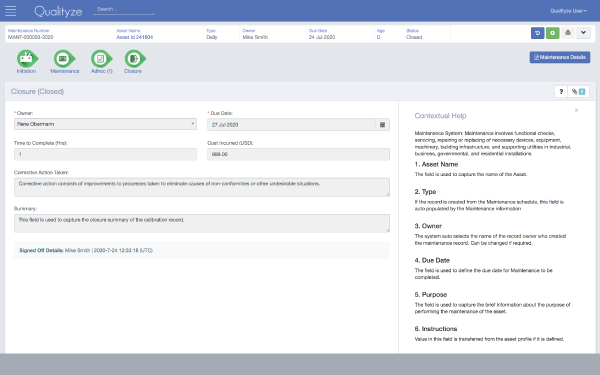 Qualityze
Search...
Qualityze User
Maintenance Number Asset Name Type Owner Due Date Age Status
MANT-000003-2020 Asset Id 241604 Daily Mike Smith 24 Jul 2020 0 Closed
Initiation Maintenance Adhoc (1) Closure
Maintenance Details
Closure (Closed)
? 0
* Owner: * Due Date:
Rene Obermann 27 Jul 2020
Time to Complete (Hrs): Cost Incurred (USD):
1 899.00
Corrective Action Taken:
Corrective action consists of improvements to processes taken to eliminate causes of non-conformities or other undesirable situations.
Summary:
This field is used to capture the closure summary of the calibration record.
Signed Off Details: Mike Smith | 2020-7-24 12:33:18 (UTC)
×
Contextual Help
Maintenance System: Maintenance involves functional checks,
servicing, repairing or replacing of necessary devices, equipment,
machinery, building infrastructure, and supporting utilities in industrial,
business, governmental, and residential installations.
1. Asset Name
The field is used to capture the name of the Asset.
2. Type
If the record is created from the Maintenance schedule, this field is
auto populated by the Maintenance information
3. Owner
The system auto selects the name of the record owner who created
the maintenance record. Can be changed if required.
4. Due Date
The field is used to define the due date for Maintenance to be
completed.
5. Purpose
The field is used to capture the brief information about the purpose of
performing the maintenance of the asset.
6. Instructions
Value in this field is transferred from the asset profile if it is defined.